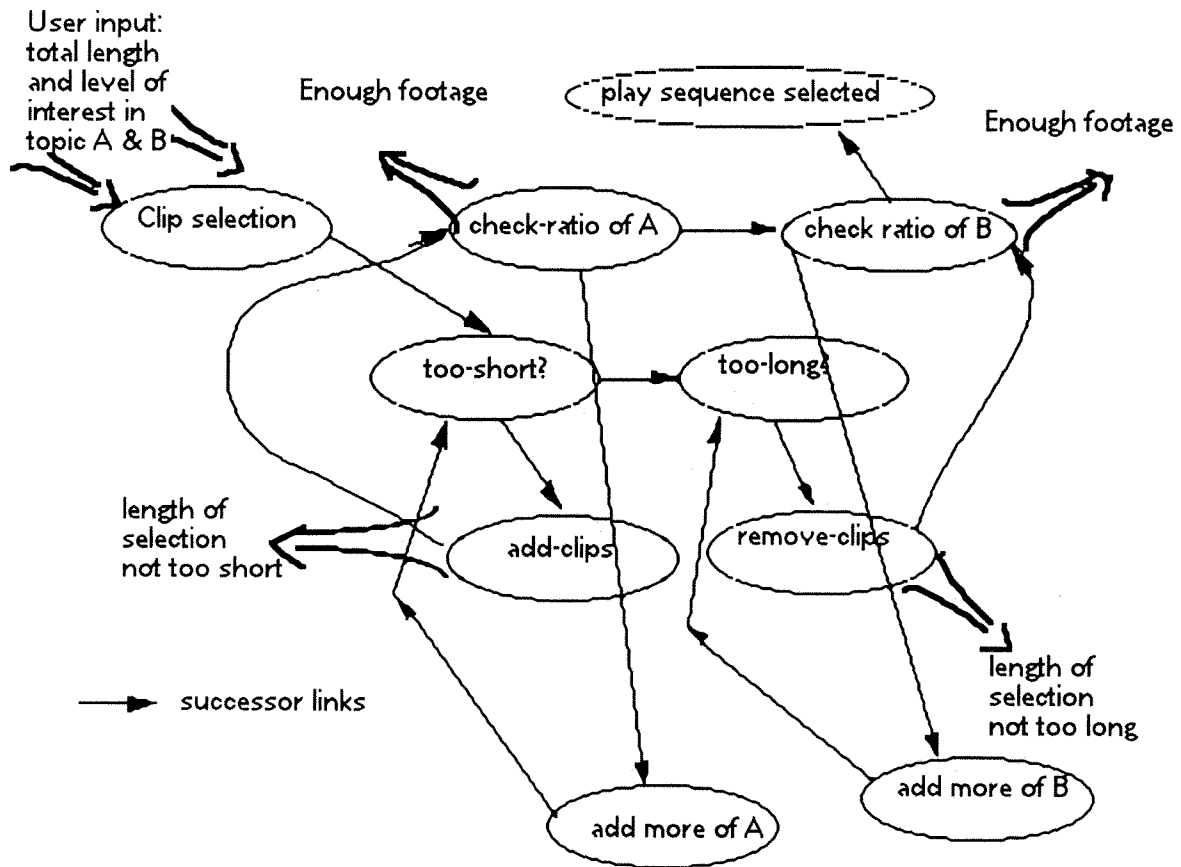 User input:
total length
and level of
interest in
topic A & B
Enough footage
play sequence selected
Enough footage
Clip selection
check-ratio of A
check ratio of B
too-short?
too-long?
length of
selection
not too short
add-clips
remove-clips
length of
selection
not too long
successor links
add more of A
add more of B